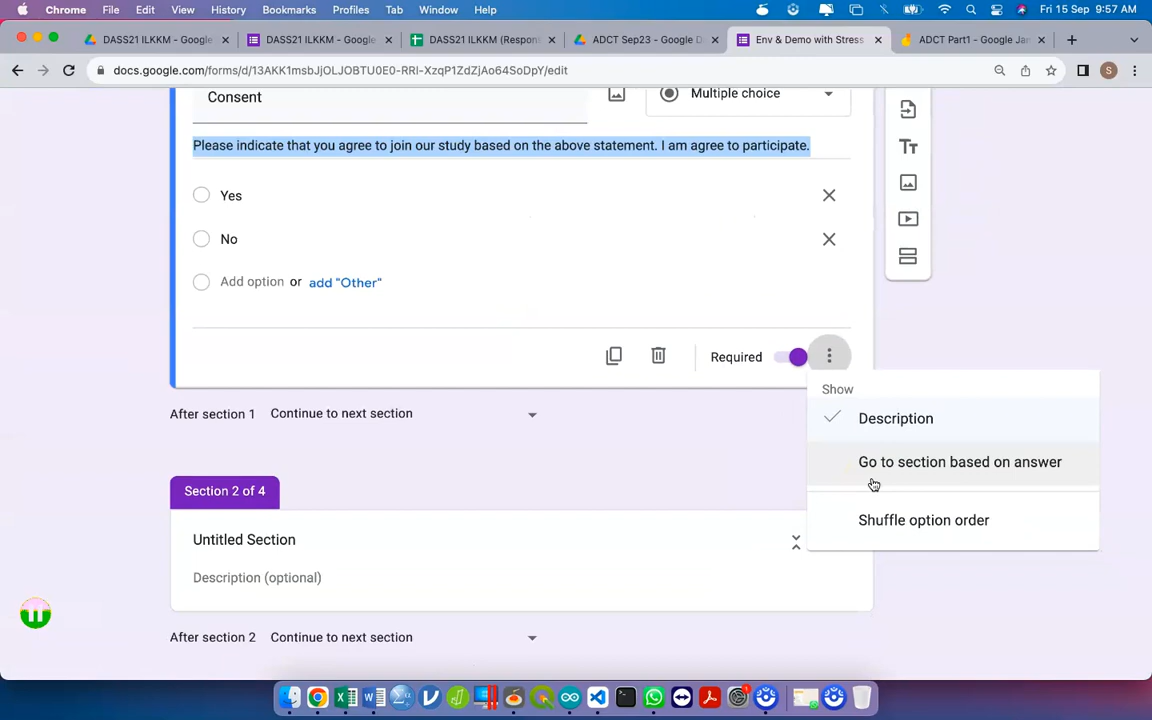 Chrome File Edit View History Bookmarks Profiles Tab Window Help Fri 15 Sep 9:57 AM
DASS21 ILKKM - Google DASS21 ILKKM - Google DASS21 ILKKM (Respon ADCT Sep23 - Google D Env & Demo with Stress ADCT Part1 - Google Ja
docs.google.com/forms/d/13AKK1msbJjOLJOBTU0E0-RRI-XzqP1ZdZjAo64SoDpY/edit
S
Consent
Multiple choice
Please indicate that you agree to join our study based on the above statement. I am agree to participate.
Yes
No
Add option or add "Other"
Required
Show
Description
Go to section based on answer
Shuffle option order
After section 1 Continue to next section
Section 2 of 4
Untitled Section
Description (optional)
After section 2 Continue to next section